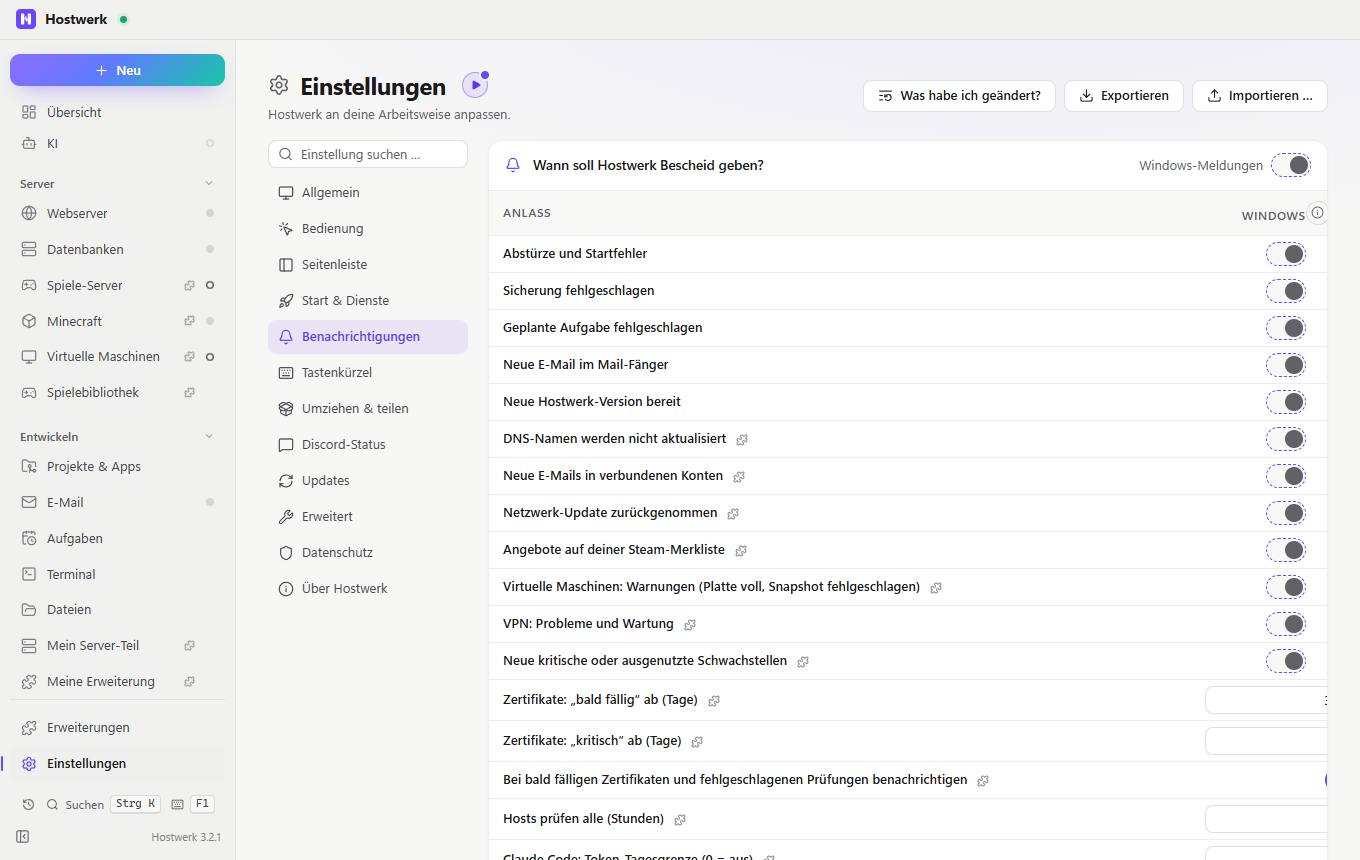 Hostwerk
Neu
Übersicht
KI
Server
Webserver
Datenbanken
Spiele-Server
Minecraft
Virtuelle Maschinen
Spielebibliothek
Entwickeln
Projekte & Apps
E-Mail
Aufgaben
Terminal
Dateien
Mein Server-Teil
Meine Erweiterung
Erweiterungen
Einstellungen
Suchen Strg K F1
Hostwerk 3.2.1
Einstellungen
Hostwerk an deine Arbeitsweise anpassen.
Was habe ich geändert? Exportieren Importieren ...
Einstellung suchen ...
Allgemein
Bedienung
Seitenleiste
Start & Dienste
Benachrichtigungen
Tastenkürzel
Umziehen & teilen
Discord-Status
Updates
Erweitert
Datenschutz
Über Hostwerk
Wann soll Hostwerk Bescheid geben? Windows-Meldungen
ANLASS WINDOWS
Abstürze und Startfehler
Sicherung fehlgeschlagen
Geplante Aufgabe fehlgeschlagen
Neue E-Mail im Mail-Fänger
Neue Hostwerk-Version bereit
DNS-Namen werden nicht aktualisiert
Neue E-Mails in verbundenen Konten
Netzwerk-Update zurückgenommen
Angebote auf deiner Steam-Merkliste
Virtuelle Maschinen: Warnungen (Platte voll, Snapshot fehlgeschlagen)
VPN: Probleme und Wartung
Neue kritische oder ausgenutzte Schwachstellen
Zertifikate: „bald fällig“ ab (Tage)
Zertifikate: „kritisch“ ab (Tage)
Bei bald fälligen Zertifikaten und fehlgeschlagenen Prüfungen benachrichtigen
Hosts prüfen alle (Stunden)
Claude Code: Token-Tagesgrenze (0 = aus)